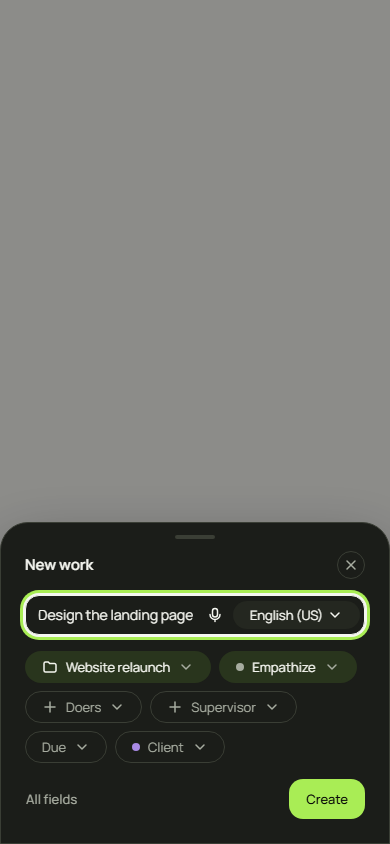 New work
Design the landing page English (US)
Website relaunch Empathize
Doers Supervisor
Due Client
All fields Create